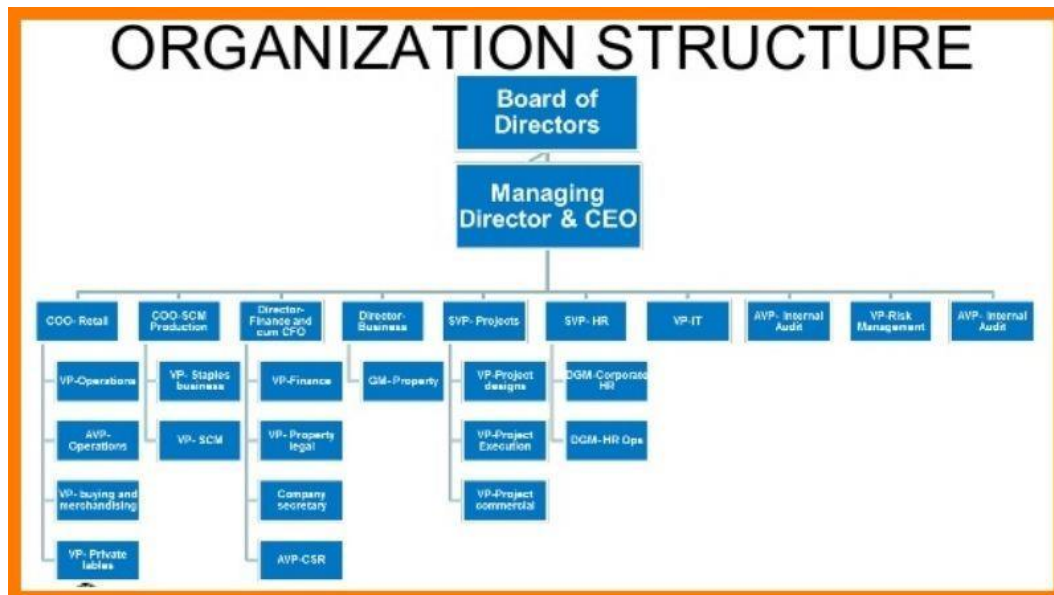 ORGANIZATION STRUCTURE
Board of
Directors
Managing
Director & CEO
COO- Retail
COO-SCM
Production
Director-
Finance and
cum CFO
Director-
Business
SVP- Projects
SVP- HR
VP-IT
AVP- Internal
Audit
VP-Risk
Management
AVP- Internal
Audit
VP-Operations
VP- Staples
business
VP-Finance
GM-Property
VP-Project
designs
DGM-Corporate
HR
AVP-
Operations
VP- SCM
VP- Property
legal
VP-Project
Execution
DGM-HR Ops
VP- buying and
merchandising
Company
secretary
VP-Project
commercial
VP- Private
lables
AVP-CSR